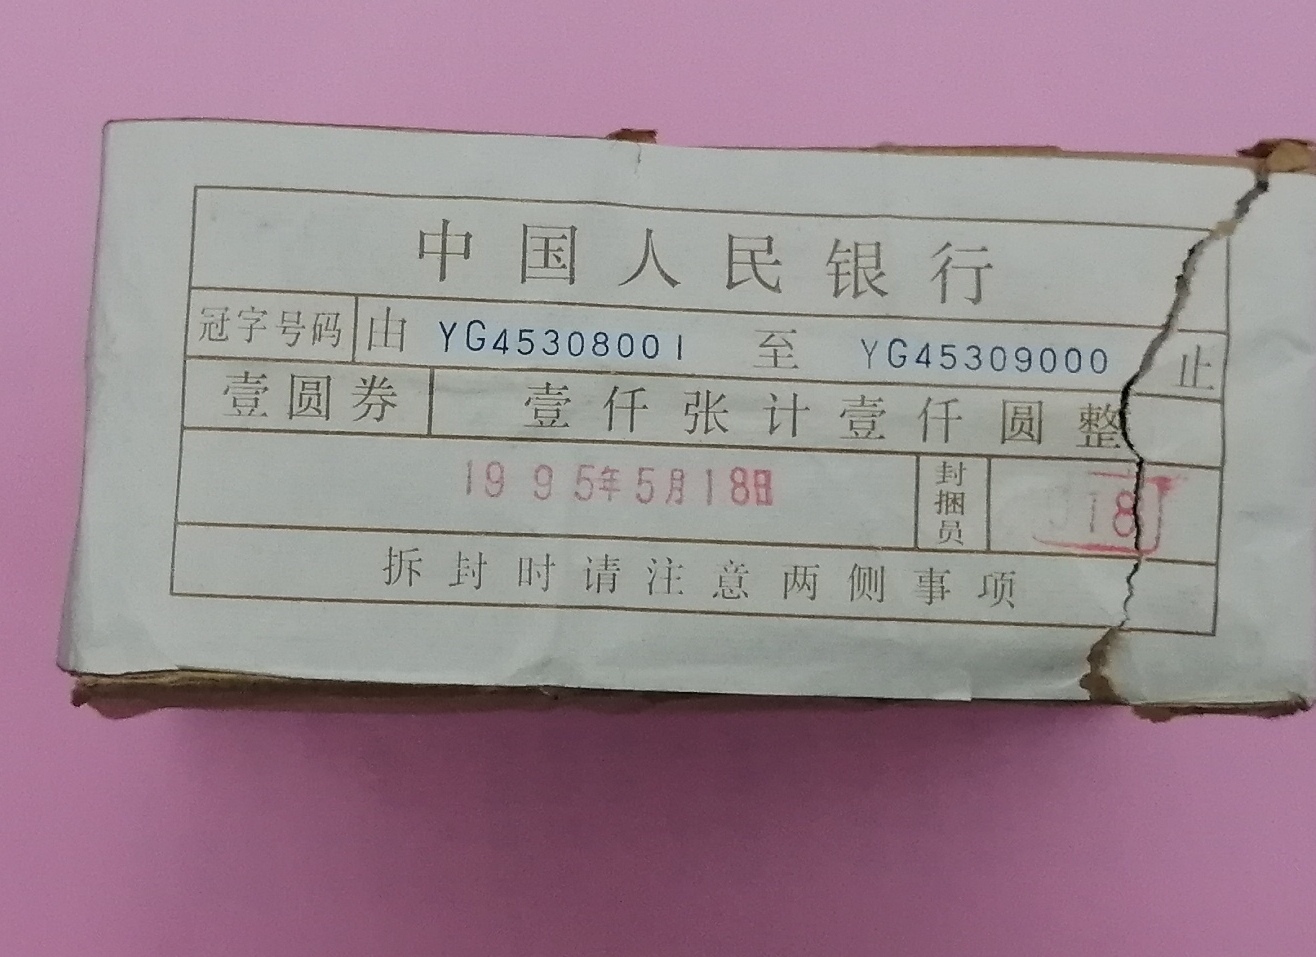 中国人民银行
冠字号码 由 YG45308001 至 YG45309000 止
壹圆券 壹仟张计壹仟圆整
1995年5月18日 封捆员 18
拆封时请注意两侧事项